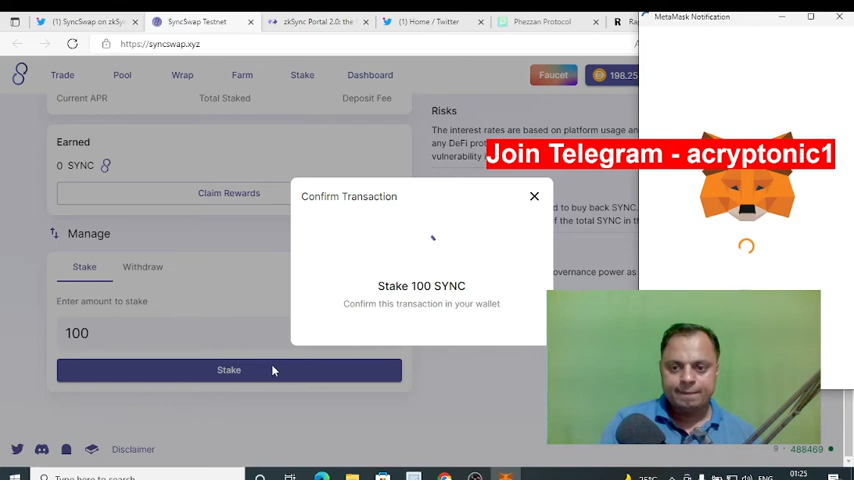 (1) SyncSwap on zkSy
SyncSwap Testnet
zkSync Portal 2.0: the
(1) Home / Twitter
Phezzan Protocol
Rap
MetaMask Notification
https://syncswap.xyz
Trade
Pool
Wrap
Farm
Stake
Dashboard
Faucet
198.25
Current APR
Total Staked
Deposit Fee
Earned
0 SYNC
Claim Rewards
Manage
Stake
Withdraw
Enter amount to stake
100
Stake
Risks
The interest rates are based on platform usage an
any DeFi pro
vulnerability
Join Telegram - acryptonic1
Confirm Transaction
Stake 100 SYNC
Confirm this transaction in your wallet
d to buy back SYNC.
of the total SYNC in th
overnance power as
Disclaimer
9
488469
Type here to search
25°C
ENG
01:25